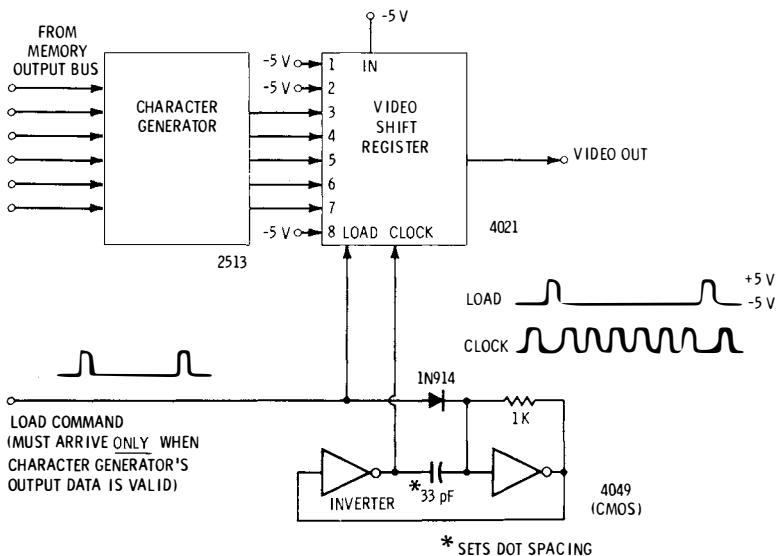 -5 V
FROM
MEMORY
OUTPUT BUS
-5 V
1
IN
-5 V
2
CHARACTER
GENERATOR
3
VIDEO
SHIFT
REGISTER
4
5
VIDEO OUT
6
7
-5 V
8 LOAD CLOCK
4021
2513
LOAD
+5 V
-5 V
CLOCK
1N914
1 K
LOAD COMMAND
(MUST ARRIVE ONLY WHEN
CHARACTER GENERATOR'S
OUTPUT DATA IS VALID)
INVERTER
*33 pF
4049
(CMOS)
* SETS DOT SPACING